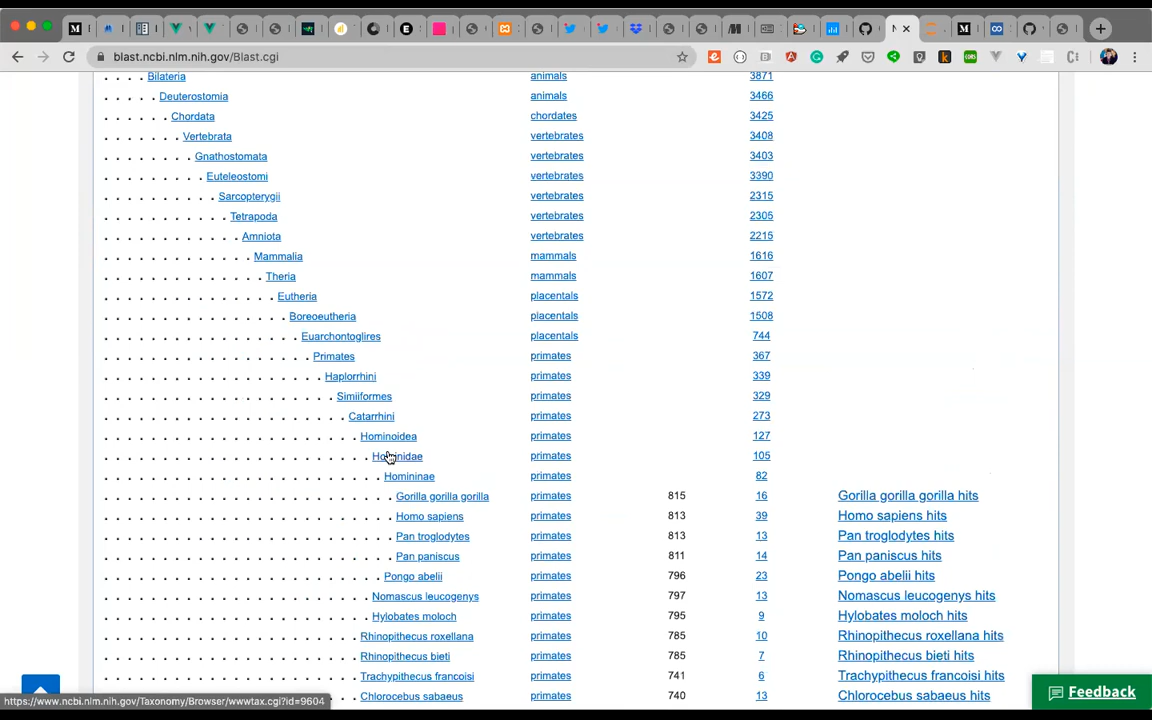 blast.ncbi.nlm.nih.gov/Blast.cgi
. . . . . Bilateria animals 3871
. . . . . Deuterostomia animals 3466
. . . . . . Chordata chordates 3425
. . . . . . . Vertebrata vertebrates 3408
. . . . . . . . Gnathostomata vertebrates 3403
. . . . . . . . . Euteleostomi vertebrates 3390
. . . . . . . . . . Sarcopterygii vertebrates 2315
. . . . . . . . . . . Tetrapoda vertebrates 2305
. . . . . . . . . . . . Amniota vertebrates 2215
. . . . . . . . . . . . . Mammalia mammals 1616
. . . . . . . . . . . . . . Theria mammals 1607
. . . . . . . . . . . . . . . Eutheria placentals 1572
. . . . . . . . . . . . . . . . Boreoeutheria placentals 1508
. . . . . . . . . . . . . . . . . Euarchontoglires placentals 744
. . . . . . . . . . . . . . . . . . Primates primates 367
. . . . . . . . . . . . . . . . . . . Haplorrhini primates 339
. . . . . . . . . . . . . . . . . . . . Simiiformes primates 329
. . . . . . . . . . . . . . . . . . . . . Catarrhini primates 273
. . . . . . . . . . . . . . . . . . . . . . Hominoidea primates 127
. . . . . . . . . . . . . . . . . . . . . . . Hominidae primates 105
. . . . . . . . . . . . . . . . . . . . . . . . Homininae primates 82
. . . . . . . . . . . . . . . . . . . . . . . . . Gorilla gorilla gorilla primates 815 16 Gorilla gorilla gorilla hits
. . . . . . . . . . . . . . . . . . . . . . . . . Homo sapiens primates 813 39 Homo sapiens hits
. . . . . . . . . . . . . . . . . . . . . . . . . Pan troglodytes primates 813 13 Pan troglodytes hits
. . . . . . . . . . . . . . . . . . . . . . . . . Pan paniscus primates 811 14 Pan paniscus hits
. . . . . . . . . . . . . . . . . . . . . . . . Pongo abelii primates 796 23 Pongo abelii hits
. . . . . . . . . . . . . . . . . . . . . . . Nomascus leucogenys primates 797 13 Nomascus leucogenys hits
. . . . . . . . . . . . . . . . . . . . . . . Hylobates moloch primates 795 9 Hylobates moloch hits
. . . . . . . . . . . . . . . . . . . . . . Rhinopithecus roxellana primates 785 10 Rhinopithecus roxellana hits
. . . . . . . . . . . . . . . . . . . . . . Rhinopithecus bieti primates 785 7 Rhinopithecus bieti hits
. . . . . . . . . . . . . . . . . . . . . . Trachypithecus francoisi primates 741 6 Trachypithecus francoisi hits
Chlorocebus sabaeus primates 740 13 Chlorocebus sabaeus hits
Feedback
https://www.ncbi.nlm.nih.gov/Taxonomy/Browser/wwwtax.cgi?id=9604